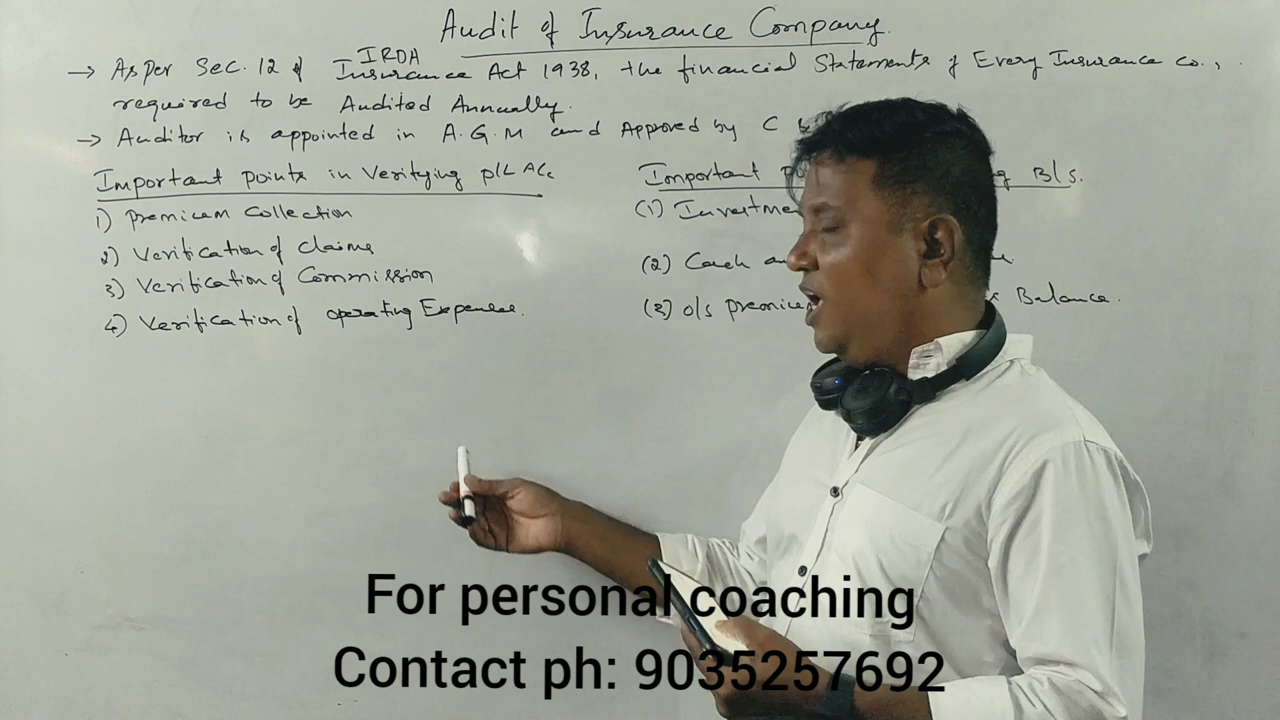 Audit of Insurance Company.
IRDA
→ As per Sec. 12 of Insurance Act 1938, the financial Statements of Every Insurance co.,
required to be Audited Annually.
→ Auditor is appointed in A.G.M and Approved by C
Important points in Verifying P/L A/c
1) Premium Collection
2) Verification of Claims
3) Verification of Commission
4) Verification of operating Expense.
Important B/S.
(1)
(2) Cash
(3) o/s Balance.
For personal coaching
Contact ph: 9035257692